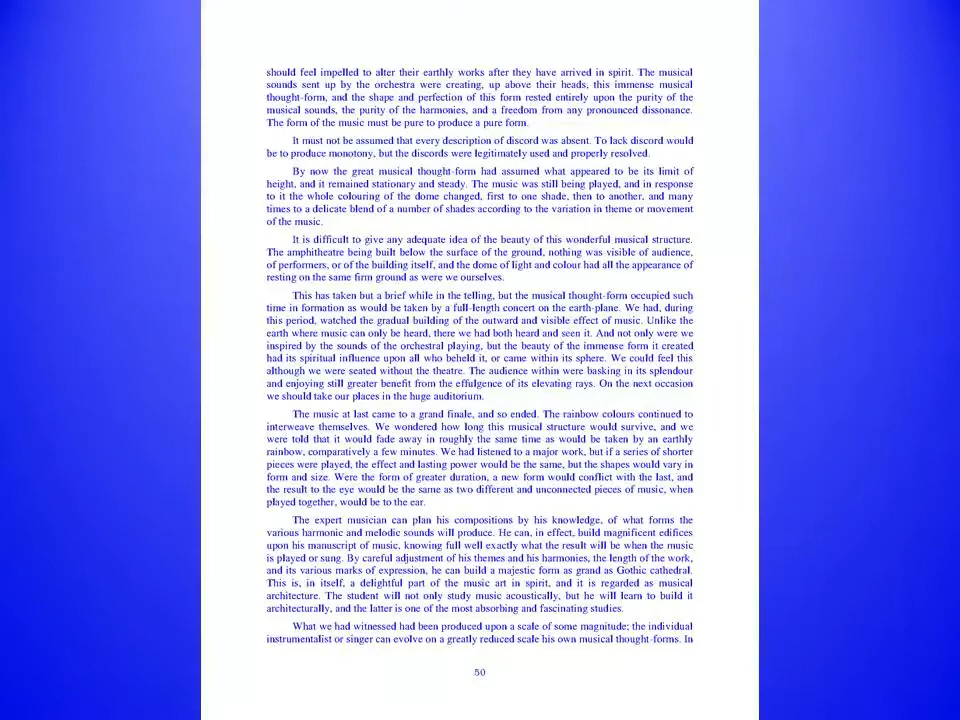 should feel impelled to alter their earthly works after they have arrived in spirit. The musical
sounds sent up by the orchestra were creating, up above their heads, this immense musical
thought-form, and the shape and perfection of this form rested entirely upon the purity of the
musical sounds, the purity of the harmonies, and a freedom from any pronounced dissonance.
The form of the music must be pure to produce a pure form.
It must not be assumed that every description of discord was absent. To lack discord would
be to produce monotony, but the discords were legitimately used and properly resolved.
By now the great musical thought-form had assumed what appeared to be its limit of
height, and it remained stationary and steady. The music was still being played, and in response
to it the whole colouring of the dome changed, first to one shade, then to another, and many
times to a delicate blend of a number of shades according to the variation in theme or movement
of the music.
It is difficult to give any adequate idea of the beauty of this wonderful musical structure.
The amphitheatre being built below the surface of the ground, nothing was visible of audience,
of performers, or of the building itself, and the dome of light and colour had all the appearance of
resting on the same firm ground as were we ourselves.
This has taken but a brief while in the telling, but the musical thought-form occupied such
time in formation as would be taken by a full-length concert on the earth-plane. We had, during
this period, watched the gradual building of the outward and visible effect of music. Unlike the
earth where music can only be heard, there we had both heard and seen it. And not only were we
inspired by the sounds of the orchestral playing, but the beauty of the immense form it created
had its spiritual influence upon all who beheld it, or came within its sphere. We could feel this
although we were seated without the theatre. The audience within were basking in its splendour
and enjoying still greater benefit from the effulgence of its elevating rays. On the next occasion
we should take our places in the huge auditorium.
The music at last came to a grand finale, and so ended. The rainbow colours continued to
interweave themselves. We wondered how long this musical structure would survive, and we
were told that it would fade away in roughly the same time as would be taken by an earthly
rainbow, comparatively a few minutes. We had listened to a major work, but if a series of shorter
pieces were played, the effect and lasting power would be the same, but the shapes would vary in
form and size. Were the form of greater duration, a new form would conflict with the last, and
the result to the eye would be the same as two different and unconnected pieces of music, when
played together, would be to the ear.
The expert musician can plan his compositions by his knowledge, of what forms the
various harmonic and melodic sounds will produce. He can, in effect, build magnificent edifices
upon his manuscript of music, knowing full well exactly what the result will be when the music
is played or sung. By careful adjustment of his themes and his harmonies, the length of the work,
and its various marks of expression, he can build a majestic form as grand as Gothic cathedral.
This is, in itself, a delightful part of the music art in spirit, and it is regarded as musical
architecture. The student will not only study music acoustically, but he will learn to build it
architecturally, and the latter is one of the most absorbing and fascinating studies.
What we had witnessed had been produced upon a scale of some magnitude; the individual
instrumentalist or singer can evolve on a greatly reduced scale his own musical thought-forms. In
50